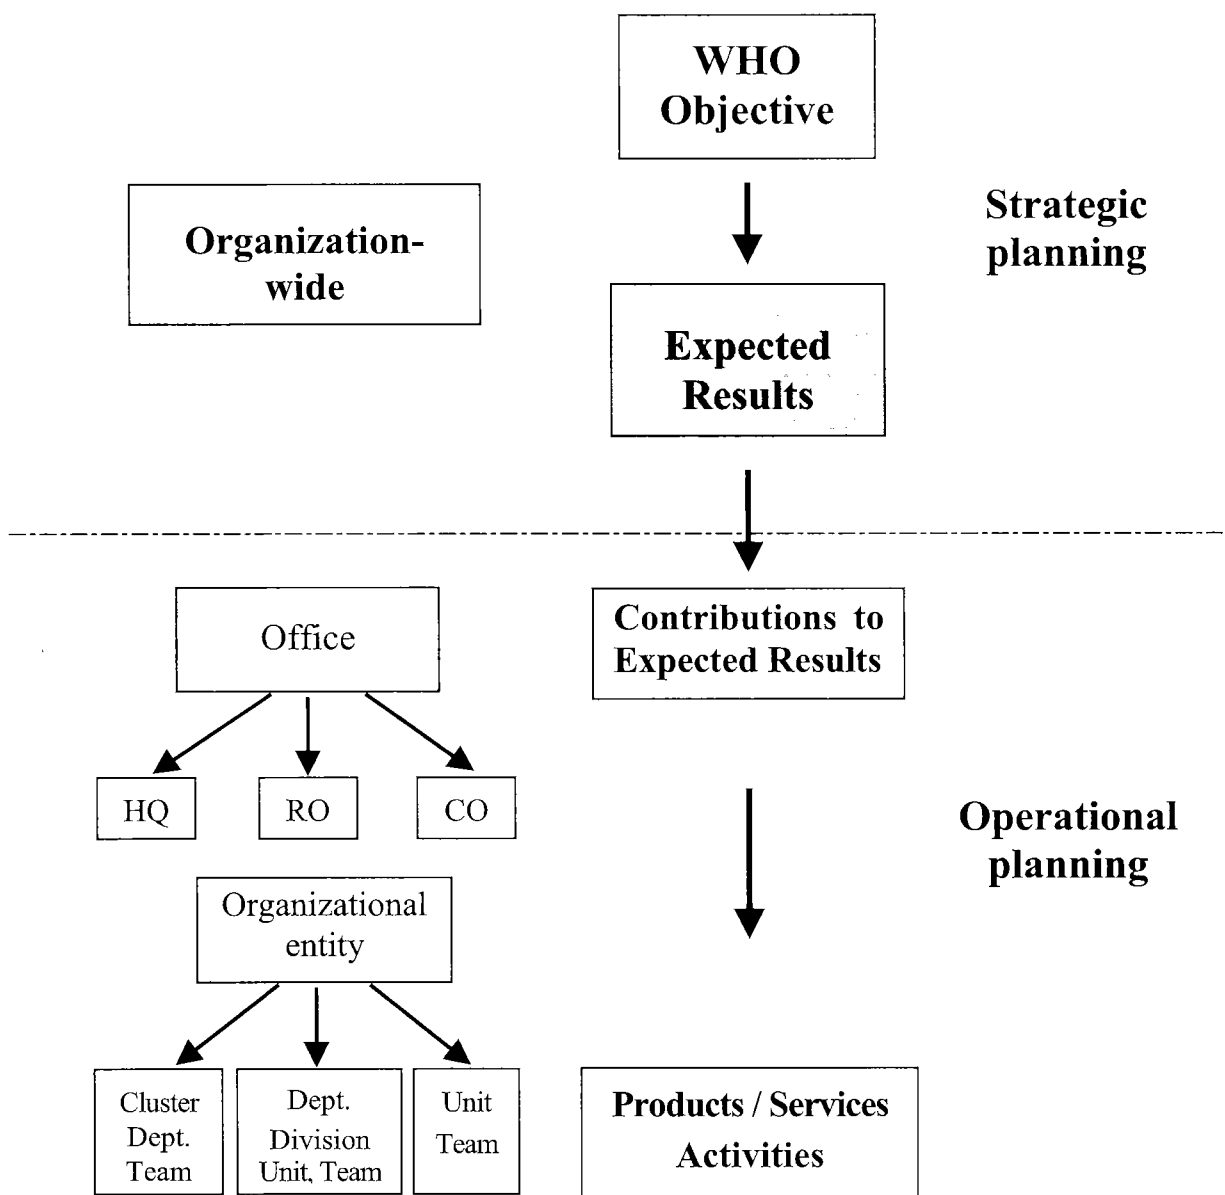 WHO
Objective
Strategic
planning
Organization-
wide
Expected
Results
Office
Contributions to
Expected Results
HQ
RO
CO
Operational
planning
Organizational
entity
Cluster
Dept.
Team
Dept.
Division
Unit, Team
Unit
Team
Products / Services
Activities